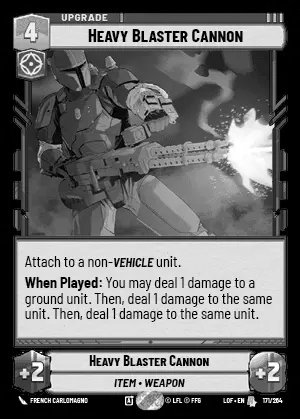 UPGRADE
4
HEAVY BLASTER CANNON
Attach to a non-VEHICLE unit.
When Played: You may deal 1 damage to a
ground unit. Then, deal 1 damage to the same
unit. Then, deal 1 damage to the same unit.
+2
HEAVY BLASTER CANNON
ITEM • WEAPON
+2
FRENCH CARLOMAGNO
© LFL © FFG
LOF • EN
171/264